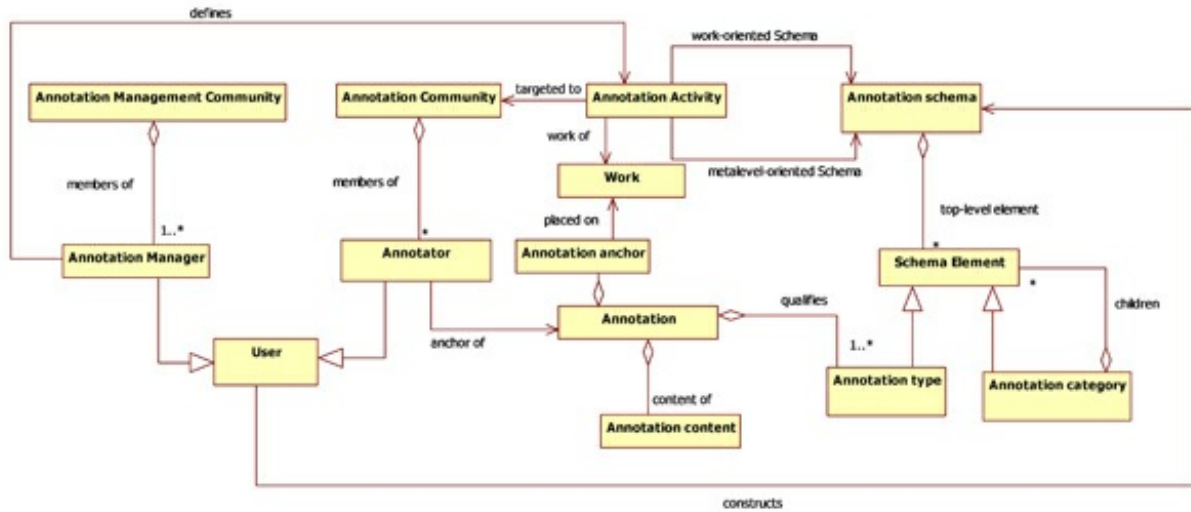 defines
work-oriented Schema
Annotation Management Community
Annotation Community
targeted to
Annotation Activity
Annotation schema
work of
metalevel-oriented Schema
members of
members of
Work
top-level element
placed on
1..*
*
*
Annotation Manager
Annotator
Annotation anchor
Schema Element
*
qualifies
children
Annotation
anchor of
User
1..*
Annotation type
Annotation category
content of
Annotation content
constructs